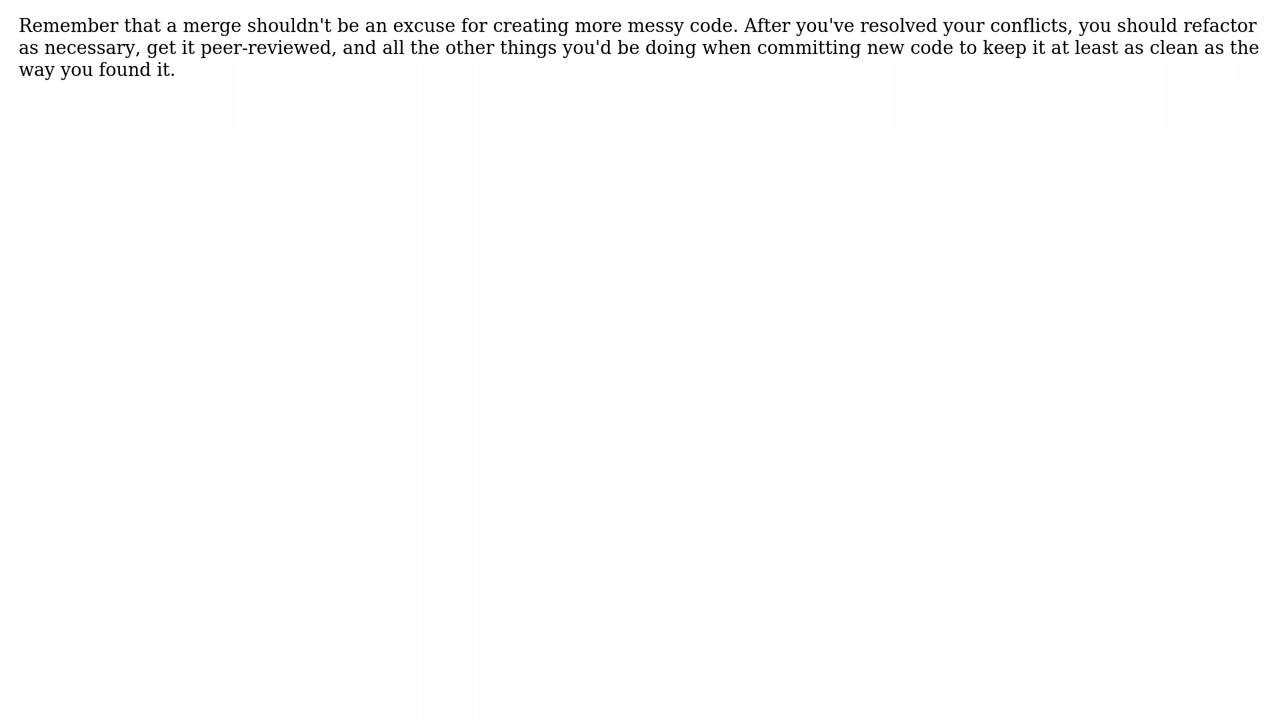 Remember that a merge shouldn't be an excuse for creating more messy code. After you've resolved your conflicts, you should refactor
as necessary, get it peer-reviewed, and all the other things you'd be doing when committing new code to keep it at least as clean as the
way you found it.